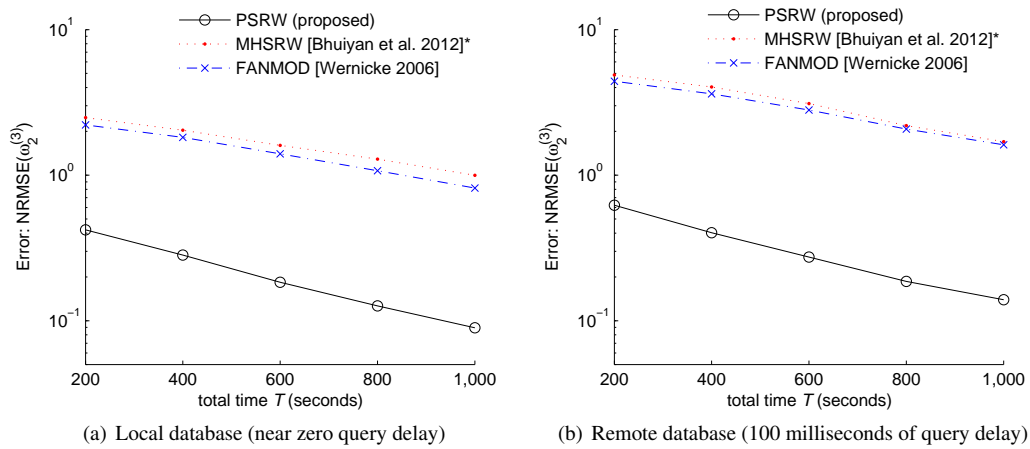 PSRW (proposed)
MHSRW [Bhuiyan et al. 2012]*
FANMOD [Wernicke 2006]
10^1
10^0
10^-1
Error: NRMSE(ω_2^(3))
200 400 600 800 1,000
total time T (seconds)
(a) Local database (near zero query delay)
PSRW (proposed)
MHSRW [Bhuiyan et al. 2012]*
FANMOD [Wernicke 2006]
10^1
10^0
10^-1
Error: NRMSE(ω_2^(3))
200 400 600 800 1,000
total time T (seconds)
(b) Remote database (100 milliseconds of query delay)